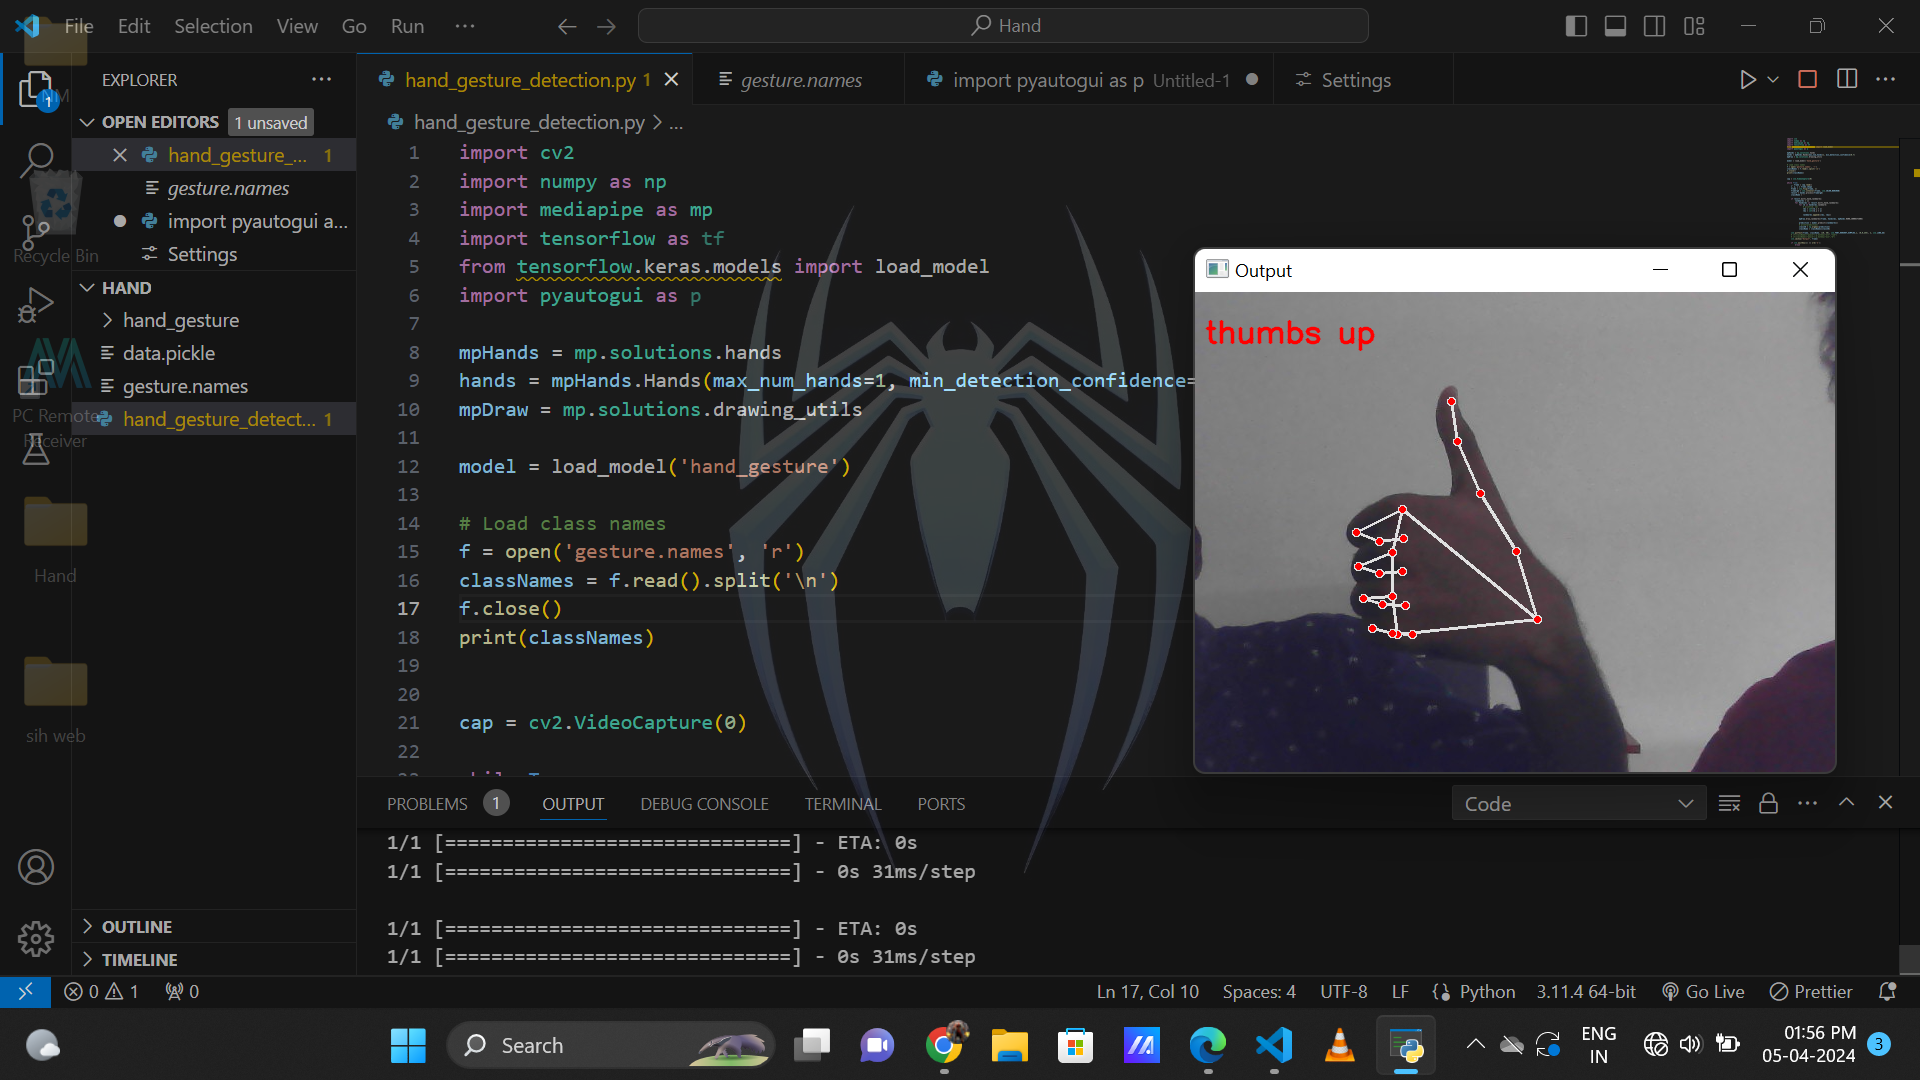 File Edit Selection View Go Run ···
Hand
EXPLORER ···
OPEN EDITORS 1 unsaved
hand_gesture_... 1
gesture.names
import pyautogui a...
Settings
HAND
hand_gesture
data.pickle
gesture.names
hand_gesture_detect... 1
OUTLINE
TIMELINE
Recycle Bin
PC Remote
Receiver
Hand
sih web
hand_gesture_detection.py 1
gesture.names
import pyautogui as p Untitled-1
Settings
hand_gesture_detection.py > ...
1 import cv2
2 import numpy as np
3 import mediapipe as mp
4 import tensorflow as tf
5 from tensorflow.keras.models import load_model
6 import pyautogui as p
7
8 mpHands = mp.solutions.hands
9 hands = mpHands.Hands(max_num_hands=1, min_detection_confidence=
10 mpDraw = mp.solutions.drawing_utils
11
12 model = load_model('hand_gesture')
13
14 # Load class names
15 f = open('gesture.names', 'r')
16 classNames = f.read().split('\n')
17 f.close()
18 print(classNames)
19
20
21 cap = cv2.VideoCapture(0)
22
Output
thumbs up
PROBLEMS 1 OUTPUT DEBUG CONSOLE TERMINAL PORTS
Code
1/1 [==============================] - ETA: 0s
1/1 [==============================] - 0s 31ms/step
1/1 [==============================] - ETA: 0s
1/1 [==============================] - 0s 31ms/step
0 1 0
Ln 17, Col 10 Spaces: 4 UTF-8 LF Python 3.11.4 64-bit Go Live Prettier
Search
ENG
IN
01:56 PM
05-04-2024
3